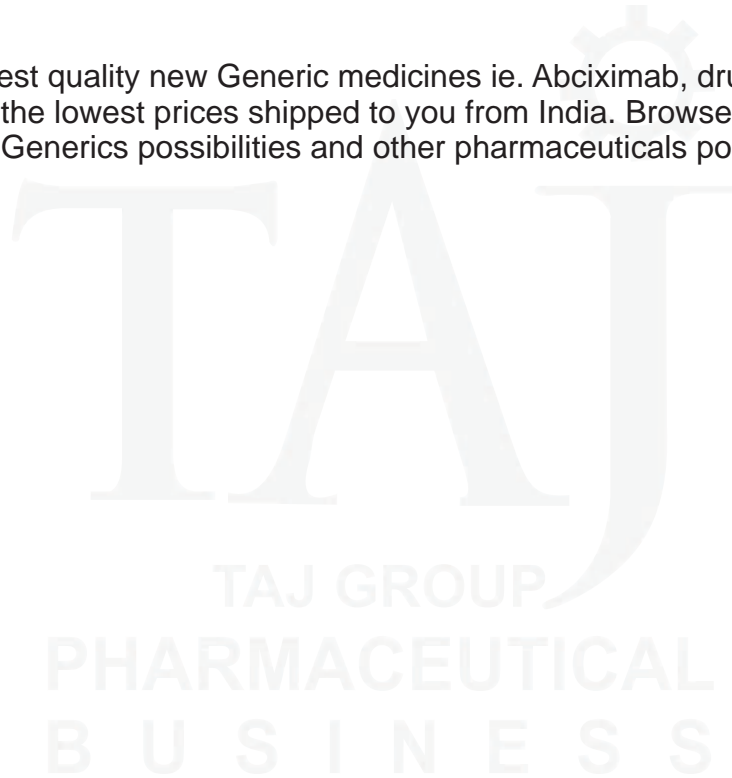 est quality new Generic medicines ie. Abciximab, dru
the lowest prices shipped to you from India. Browse
Generics possibilities and other pharmaceuticals po
TAJ
TAJ GROUP
PHARMACEUTICAL
BUSINESS